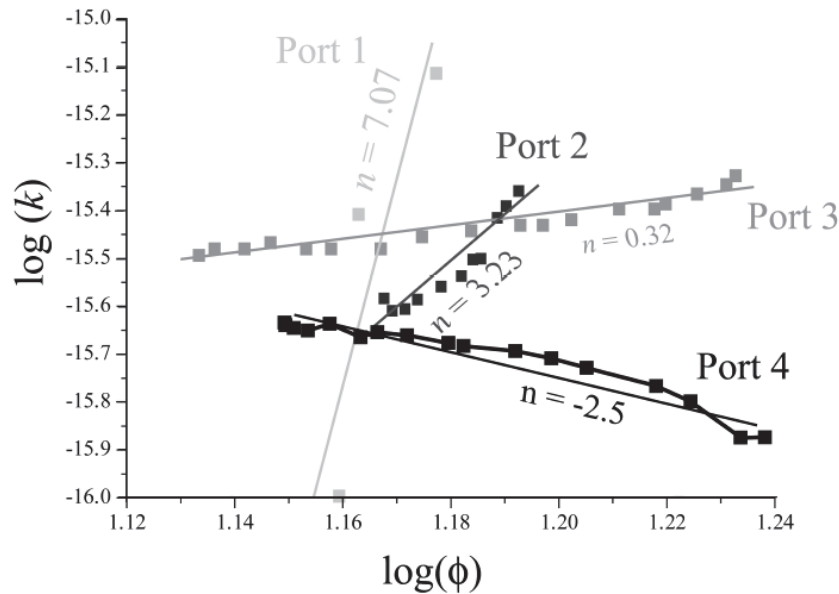 -15.0
-15.1
-15.2
-15.3
-15.4
-15.5
-15.6
-15.7
-15.8
-15.9
-16.0
log (k)
Port 1
n = 7.07
Port 2
n = 3.23
Port 3
n = 0.32
Port 4
n = -2.5
1.12
1.14
1.16
1.18
1.20
1.22
1.24
log(ϕ)